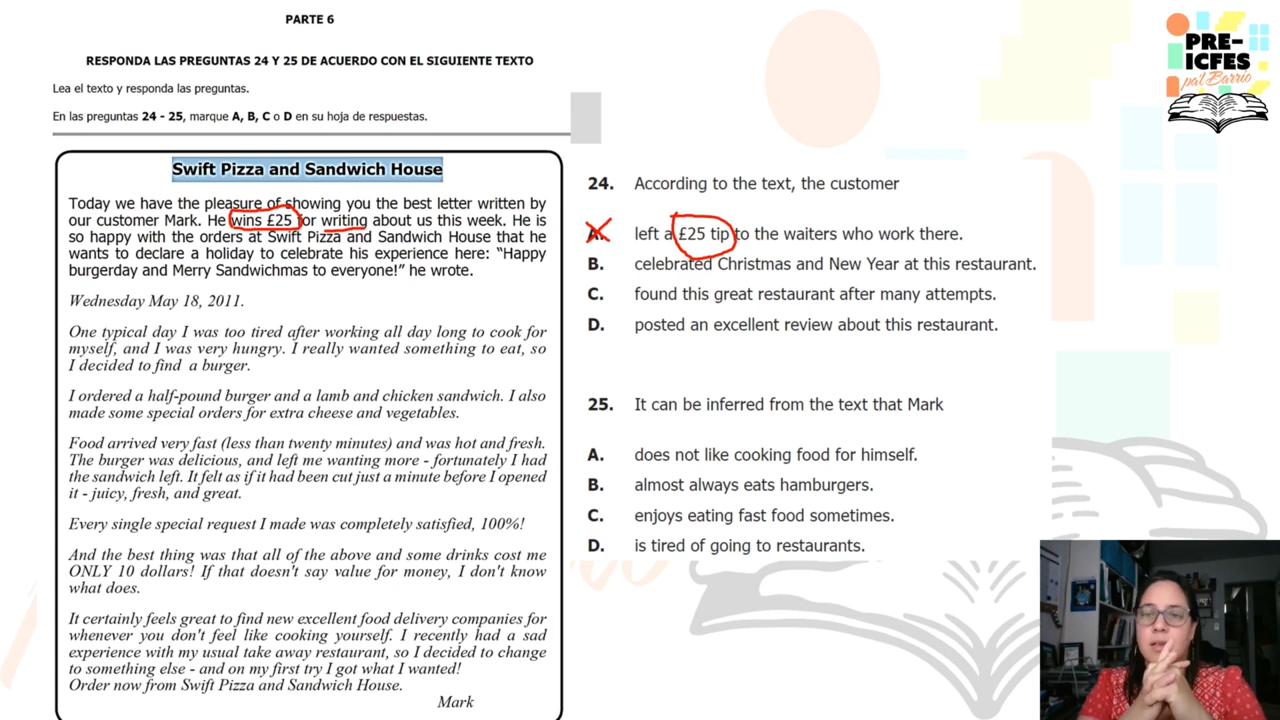 PARTE 6
RESPONDA LAS PREGUNTAS 24 Y 25 DE ACUERDO CON EL SIGUIENTE TEXTO
Lea el texto y responda las preguntas.
En las preguntas 24 - 25, marque A, B, C o D en su hoja de respuestas.
Swift Pizza and Sandwich House
Today we have the pleasure of showing you the best letter written by
our customer Mark. He wins £25 for writing about us this week. He is
so happy with the orders at Swift Pizza and Sandwich House that he
wants to declare a holiday to celebrate his experience here: “Happy
burgerday and Merry Sandwichmas to everyone!” he wrote.
Wednesday May 18, 2011.
One typical day I was too tired after working all day long to cook for
myself, and I was very hungry. I really wanted something to eat, so
I decided to find a burger.
I ordered a half-pound burger and a lamb and chicken sandwich. I also
made some special orders for extra cheese and vegetables.
Food arrived very fast (less than twenty minutes) and was hot and fresh.
The burger was delicious, and left me wanting more - fortunately I had
the sandwich left. It felt as if it had been cut just a minute before I opened
it - juicy, fresh, and great.
Every single special request I made was completely satisfied, 100%!
And the best thing was that all of the above and some drinks cost me
ONLY 10 dollars! If that doesn't say value for money, I don't know
what does.
It certainly feels great to find new excellent food delivery companies for
whenever you don't feel like cooking yourself. I recently had a sad
experience with my usual take away restaurant, so I decided to change
to something else - and on my first try I got what I wanted!
Order now from Swift Pizza and Sandwich House.
Mark
24. According to the text, the customer
A. left a £25 tip to the waiters who work there.
B. celebrated Christmas and New Year at this restaurant.
C. found this great restaurant after many attempts.
D. posted an excellent review about this restaurant.
25. It can be inferred from the text that Mark
A. does not like cooking food for himself.
B. almost always eats hamburgers.
C. enjoys eating fast food sometimes.
D. is tired of going to restaurants.
PRE-
ICFES
pal Barrio